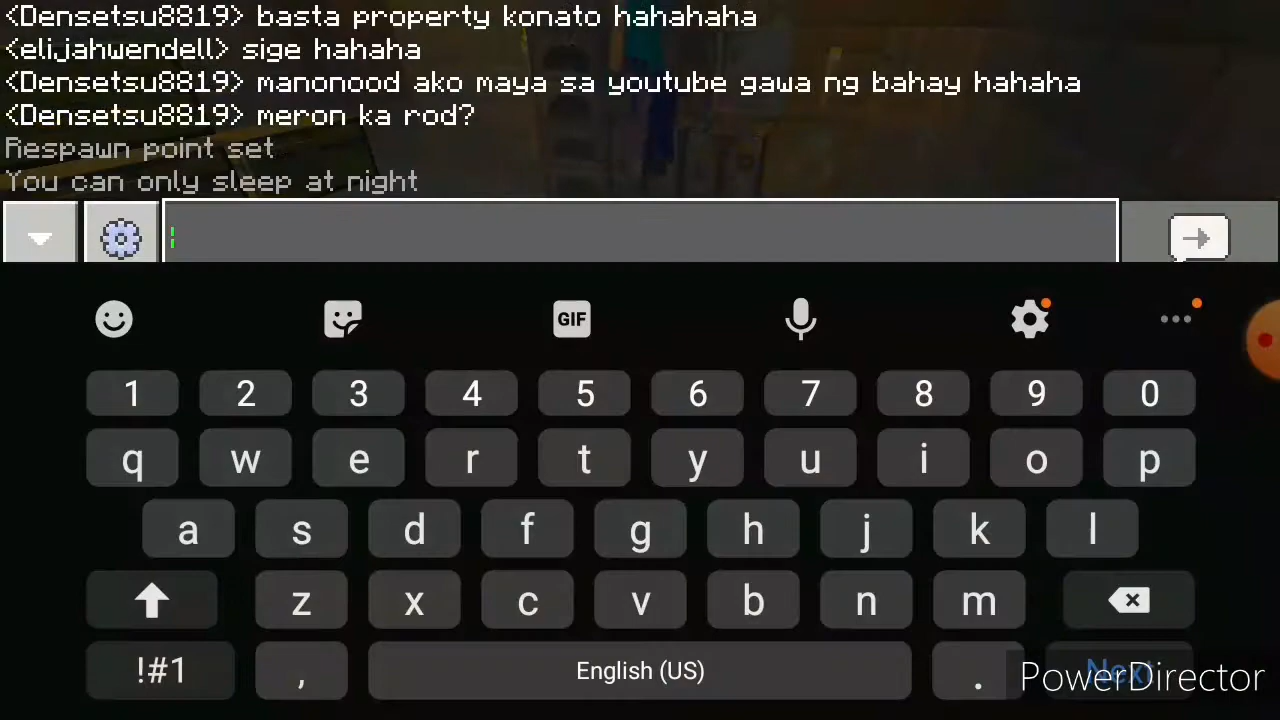 <Densetsu8819> basta property konato hahahaha
<elijahwendell> sige hahaha
<Densetsu8819> manonood ako maya sa youtube gawa ng bahay hahaha
<Densetsu8819> meron ka rod?
Respawn point set
You can only sleep at night
GIF
1 2 3 4 5 6 7 8 9 0
q w e r t y u i o p
a s d f g h j k l
z x c v b n m
!#1 , English (US) . Next
PowerDirector